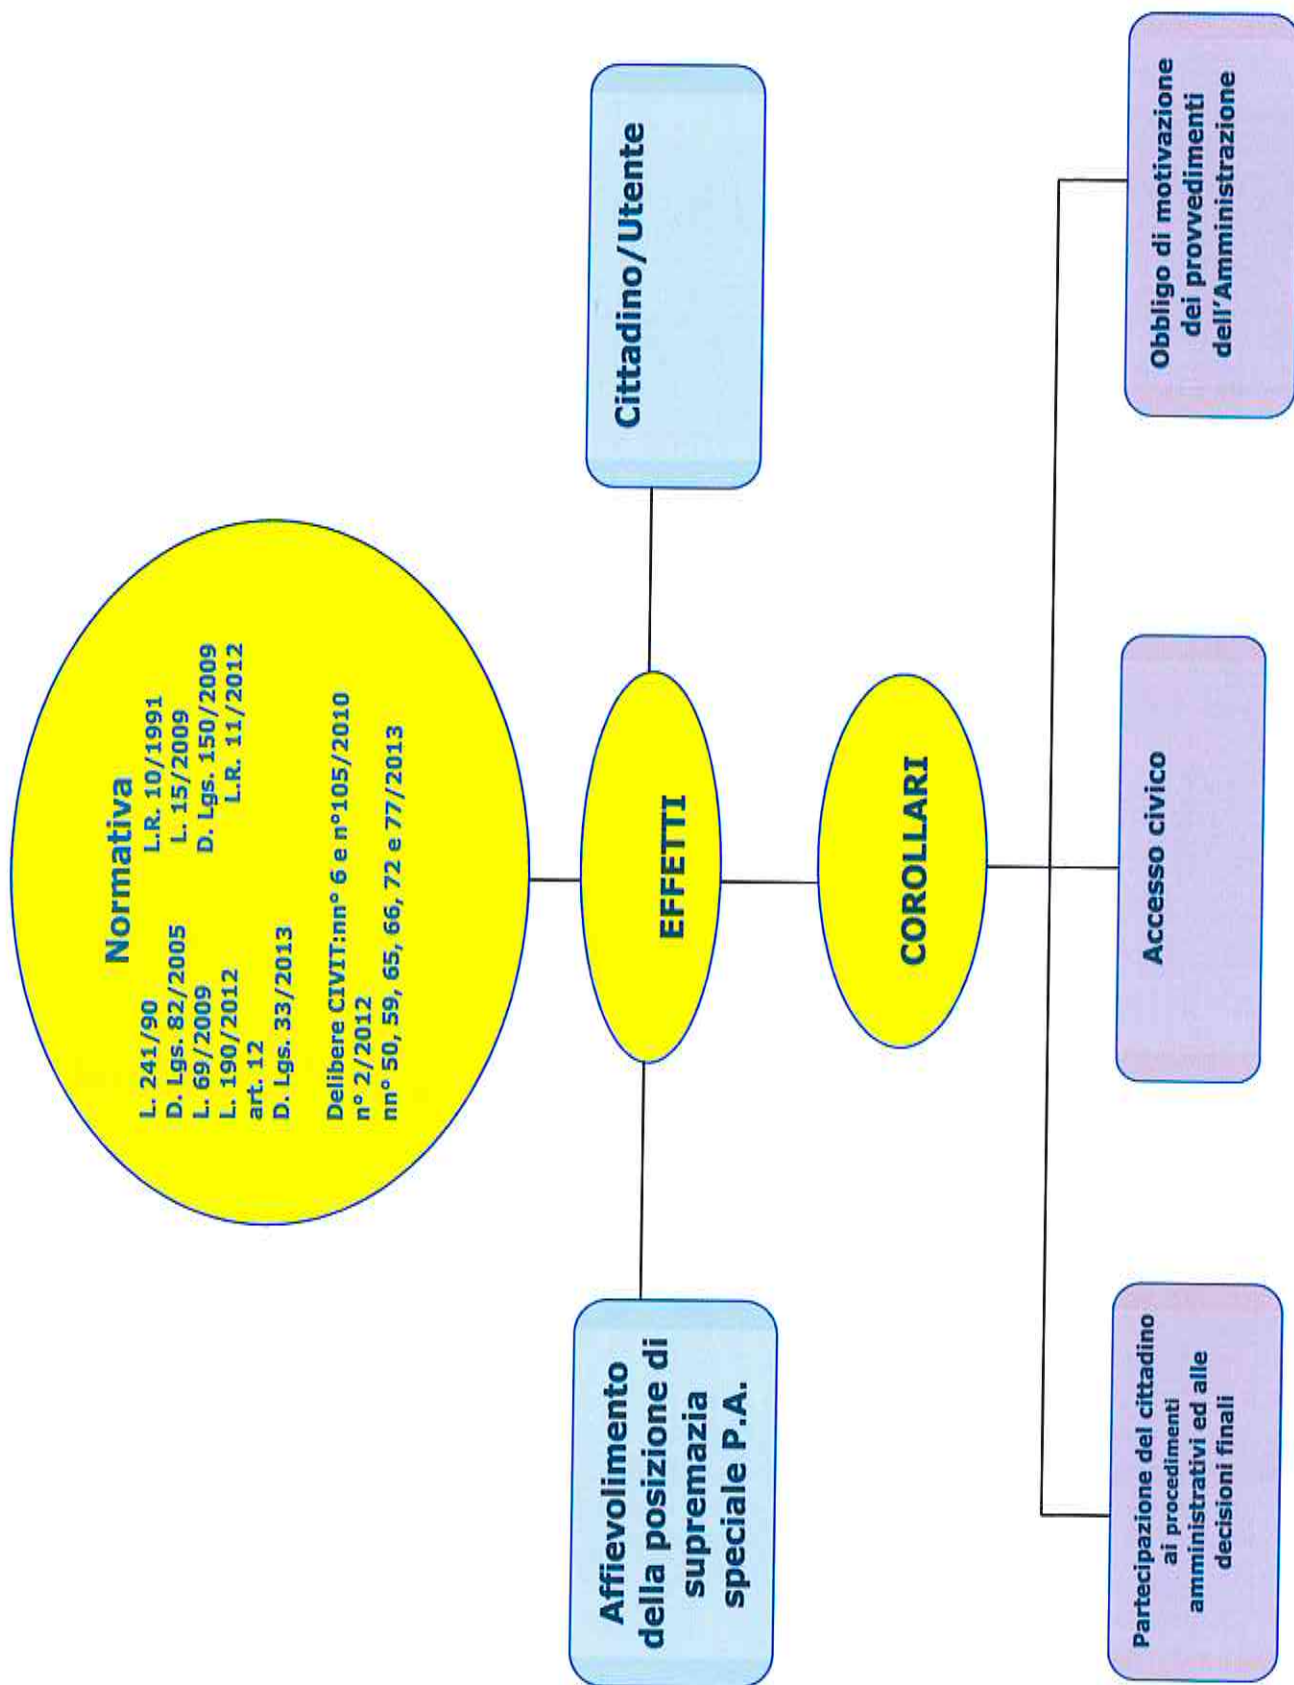 Normativa
L. 241/90 L.R. 10/1991
D. Lgs. 82/2005 L. 15/2009
L. 69/2009 D. Lgs. 150/2009
L. 190/2012 L.R. 11/2012
art. 12
D. Lgs. 33/2013
Delibere CIVIT:nn° 6 e n°105/2010
n° 2/2012
nn° 50, 59, 65, 66, 72 e 77/2013
Affievolimento
della posizione di
supremazia
speciale P.A.
EFFETTI
Cittadino/Utente
COROLLARI
Partecipazione del cittadino
ai procedimenti
amministrativi ed alle
decisioni finali
Accesso civico
Obbligo di motivazione
dei provvedimenti
dell'Amministrazione